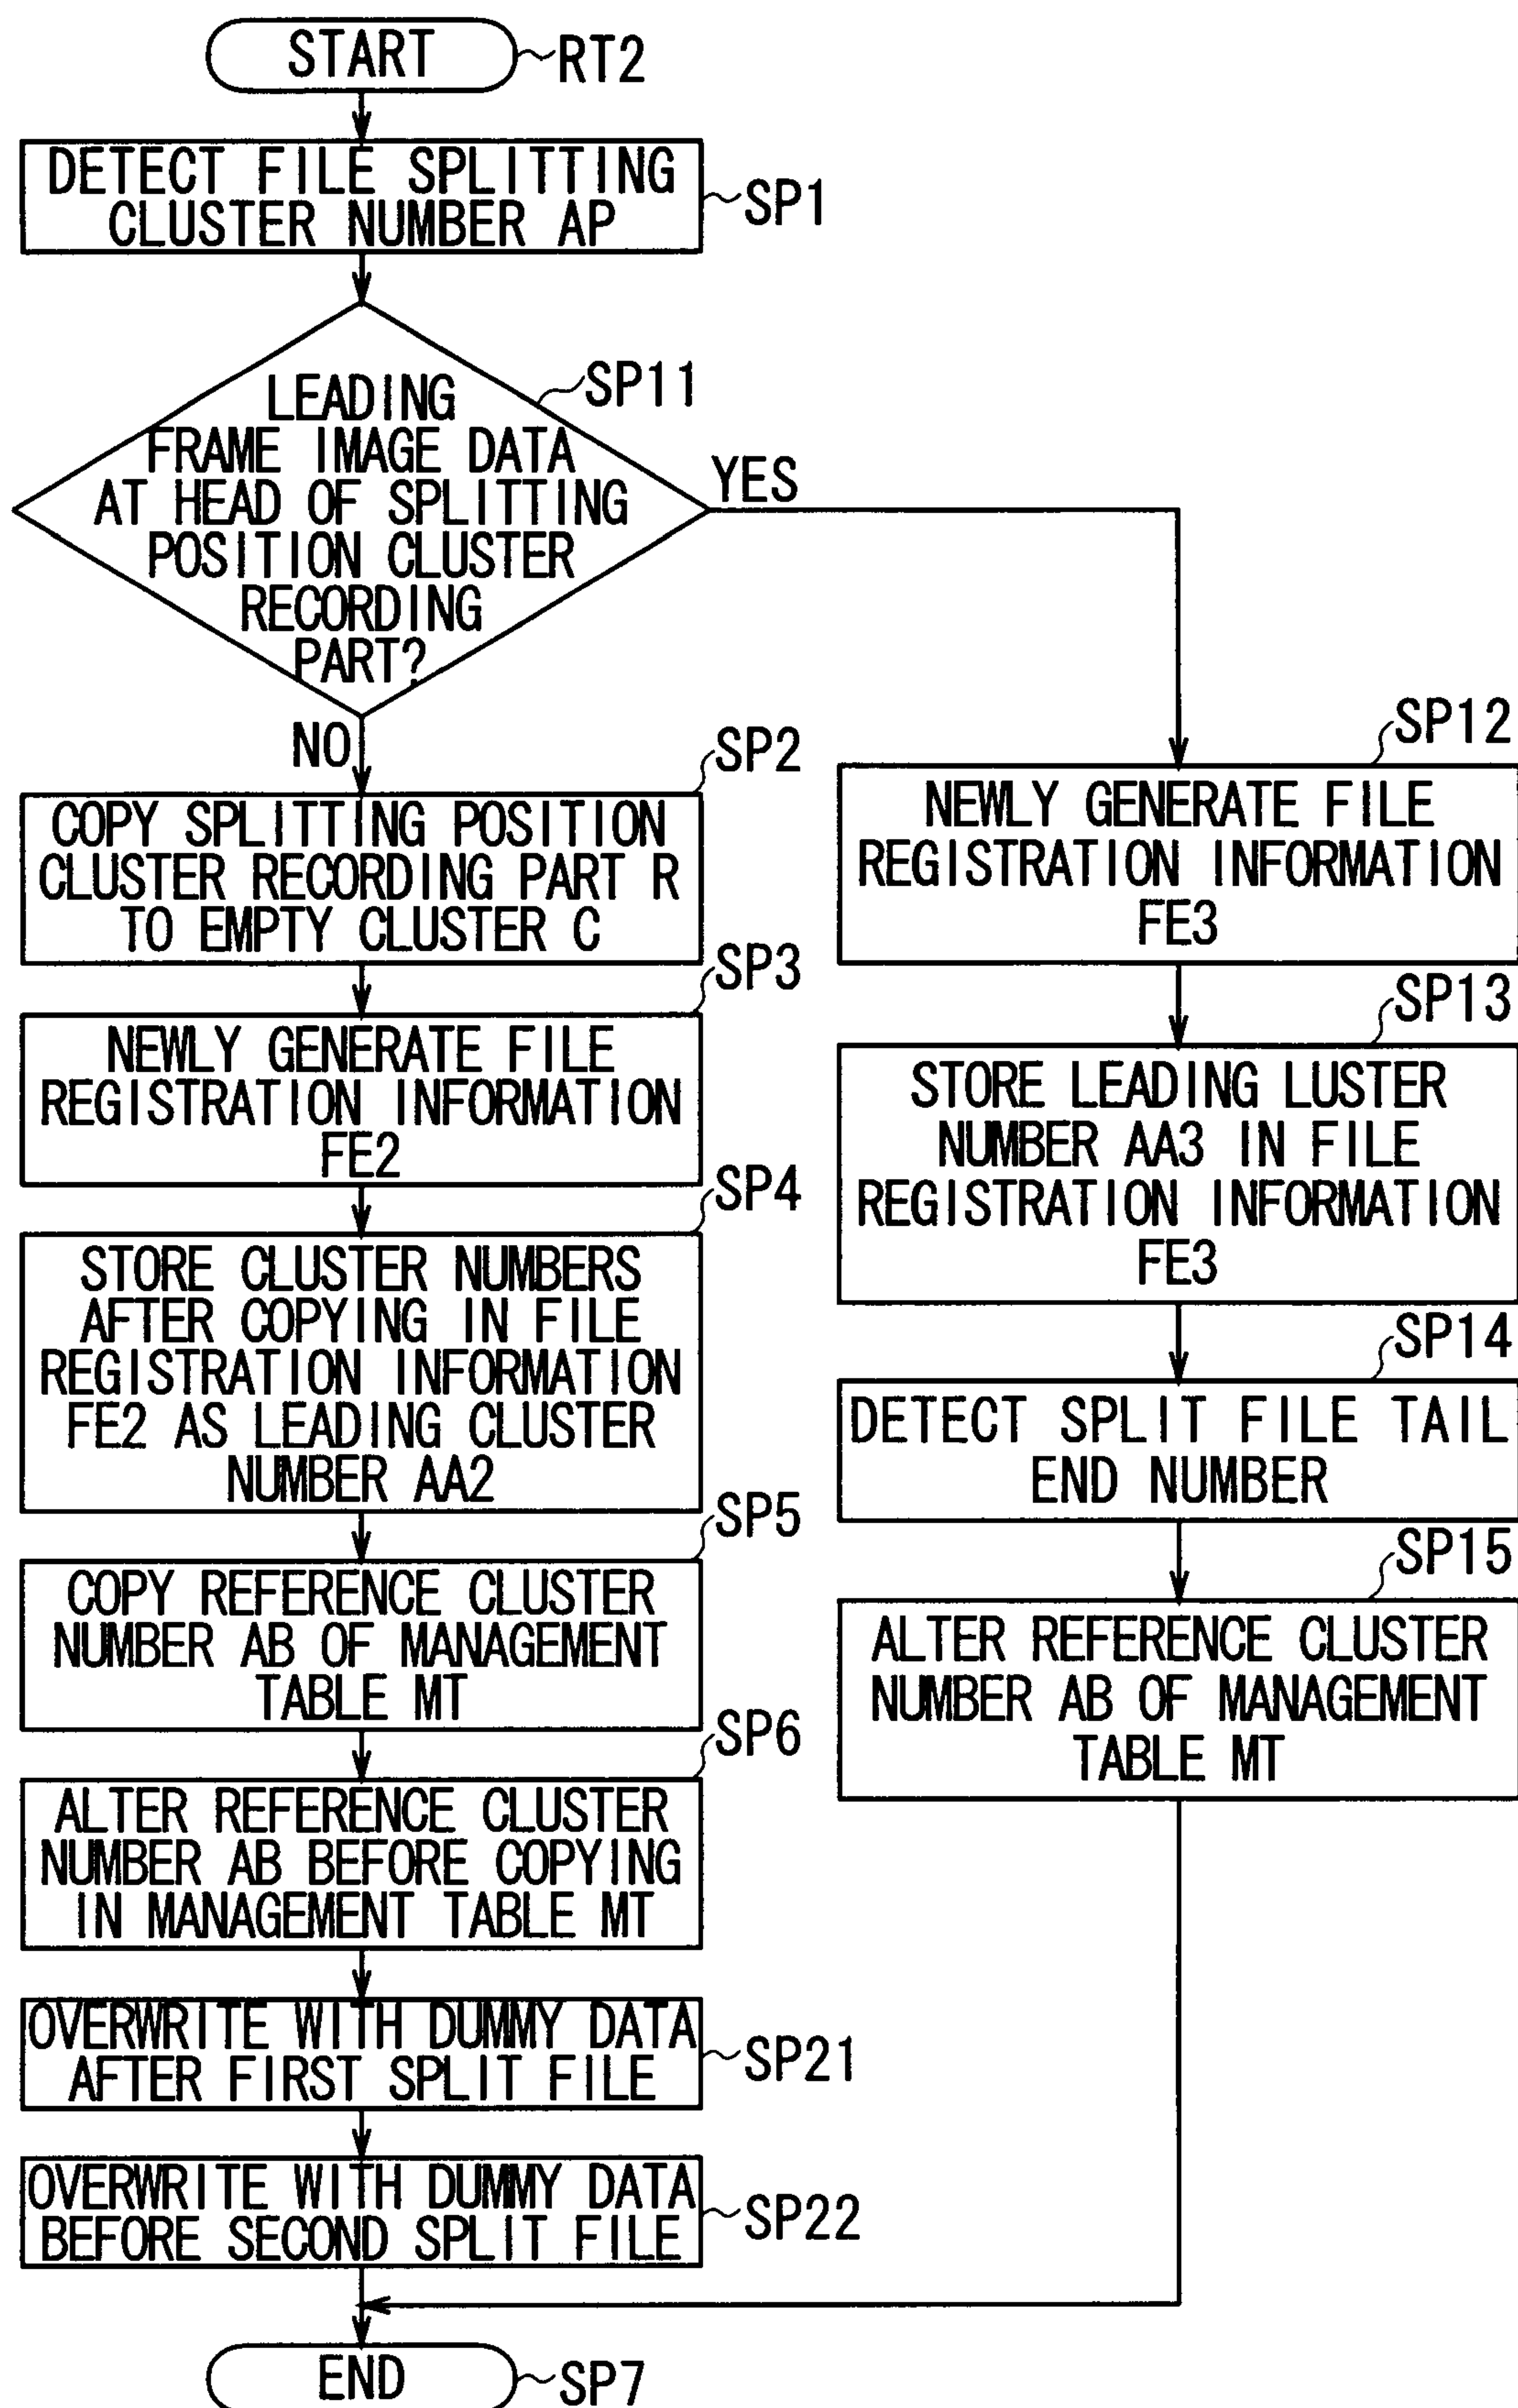 START
RT2
DETECT FILE SPLITTING
CLUSTER NUMBER AP
SP1
LEADING
FRAME IMAGE DATA
AT HEAD OF SPLITTING
POSITION CLUSTER
RECORDING
PART?
SP11
YES
NO
SP2
COPY SPLITTING POSITION
CLUSTER RECORDING PART R
TO EMPTY CLUSTER C
SP3
NEWLY GENERATE FILE
REGISTRATION INFORMATION
FE2
SP4
STORE CLUSTER NUMBERS
AFTER COPYING IN FILE
REGISTRATION INFORMATION
FE2 AS LEADING CLUSTER
NUMBER AA2
SP5
COPY REFERENCE CLUSTER
NUMBER AB OF MANAGEMENT
TABLE MT
SP6
ALTER REFERENCE CLUSTER
NUMBER AB BEFORE COPYING
IN MANAGEMENT TABLE MT
OVERWRITE WITH DUMMY DATA
AFTER FIRST SPLIT FILE
SP21
OVERWRITE WITH DUMMY DATA
BEFORE SECOND SPLIT FILE
SP22
SP12
NEWLY GENERATE FILE
REGISTRATION INFORMATION
FE3
SP13
STORE LEADING LUSTER
NUMBER AA3 IN FILE
REGISTRATION INFORMATION
FE3
SP14
DETECT SPLIT FILE TAIL
END NUMBER
SP15
ALTER REFERENCE CLUSTER
NUMBER AB OF MANAGEMENT
TABLE MT
END
SP7